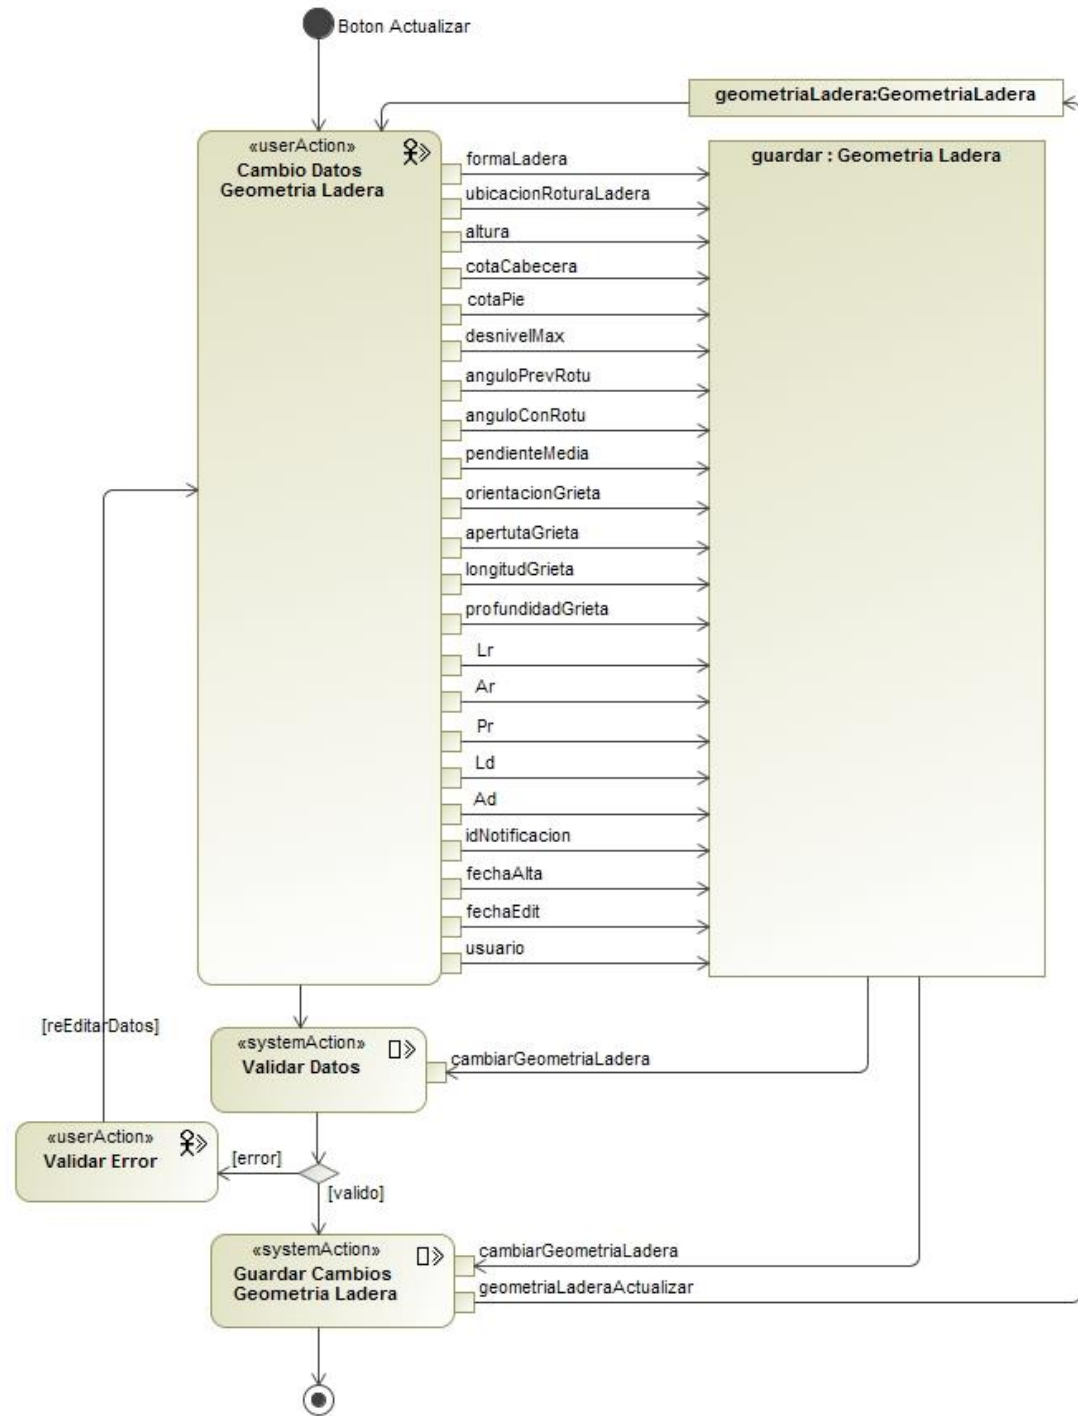 Boton Actualizar
geometriaLadera:GeometriaLadera
«userAction»
Cambio Datos
Geometria Ladera
guardar : Geometria Ladera
formaLadera
ubicacionRoturaLadera
altura
cotaCabecera
cotaPie
desnivelMax
anguloPrevRotu
anguloConRotu
pendienteMedia
orientacionGrieta
apertutaGrieta
longitudGrieta
profundidadGrieta
Lr
Ar
Pr
Ld
Ad
idNotificacion
fechaAlta
fechaEdit
usuario
[reEditarDatos]
«systemAction»
Validar Datos
cambiarGeometriaLadera
«userAction»
Validar Error
[error]
[valido]
«systemAction»
Guardar Cambios
Geometria Ladera
cambiarGeometriaLadera
geometriaLaderaActualizar